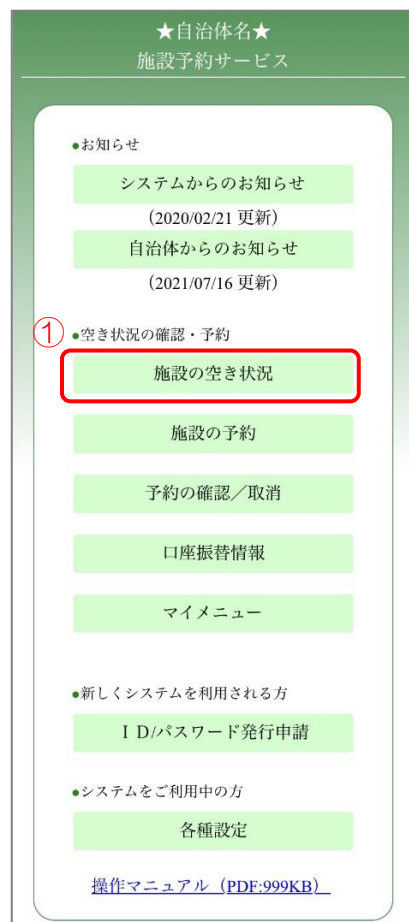 ★自治体名★
施設予約サービス
●お知らせ
システムからのお知らせ
（2020/02/21 更新）
自治体からのお知らせ
（2021/07/16 更新）
①
●空き状況の確認・予約
施設の空き状況
施設の予約
予約の確認／取消
口座振替情報
マイメニュー
●新しくシステムを利用される方
ＩＤ/パスワード発行申請
●システムをご利用中の方
各種設定
操作マニュアル（PDF:999KB）